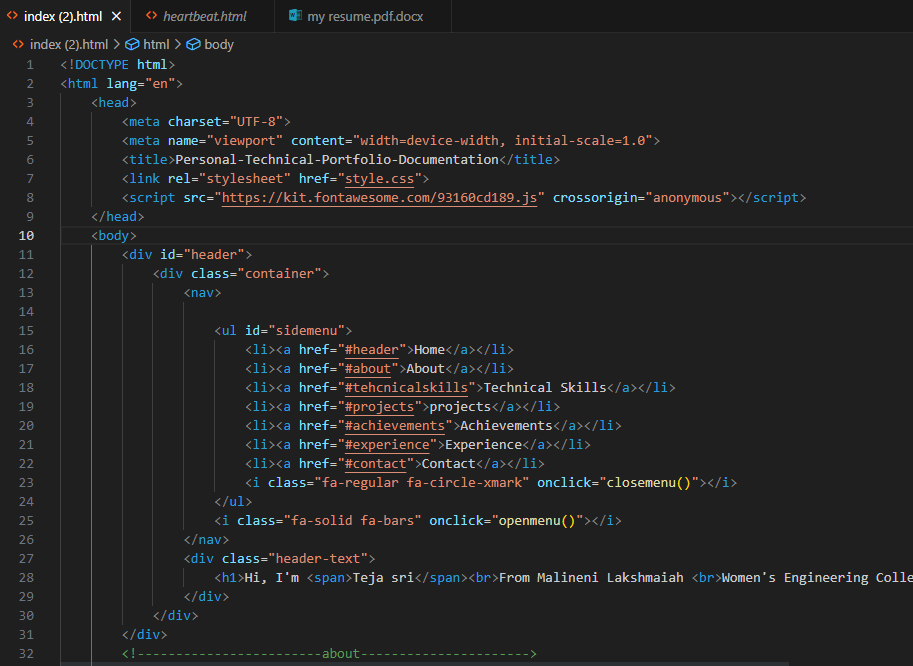 index (2).html
heartbeat.html
my resume.pdf.docx
index (2).html > html > body
1 <!DOCTYPE html>
2 <html lang="en">
3 <head>
4 <meta charset="UTF-8">
5 <meta name="viewport" content="width=device-width, initial-scale=1.0">
6 <title>Personal-Technical-Portfolio-Documentation</title>
7 <link rel="stylesheet" href="style.css">
8 <script src="https://kit.fontawesome.com/93160cd189.js" crossorigin="anonymous"></script>
9 </head>
10 <body>
11 <div id="header">
12 <div class="container">
13 <nav>
14
15 <ul id="sidemenu">
16 <li><a href="#header">Home</a></li>
17 <li><a href="#about">About</a></li>
18 <li><a href="#tehcnicalskills">Technical Skills</a></li>
19 <li><a href="#projects">projects</a></li>
20 <li><a href="#achievements">Achievements</a></li>
21 <li><a href="#experience">Experience</a></li>
22 <li><a href="#contact">Contact</a></li>
23 <i class="fa-regular fa-circle-xmark" onclick="closemenu()"></i>
24 </ul>
25 <i class="fa-solid fa-bars" onclick="openmenu()"></i>
26 </nav>
27 <div class="header-text">
28 <h1>Hi, I'm <span>Teja sri</span><br>From Malineni Lakshmaiah <br>Women's Engineering Colle
29 </div>
30 </div>
31 </div>
32 <!------------------------about---------------------->